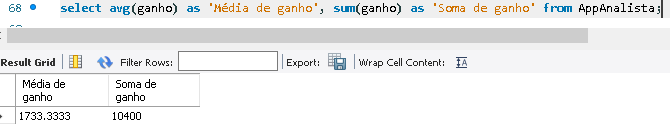 68 select avg(ganho) as 'Média de ganho', sum(ganho) as 'Soma de ganho' from AppAnalista;
Result Grid Filter Rows: Export: Wrap Cell Content:
Média de ganho Soma de ganho
1733.3333 10400